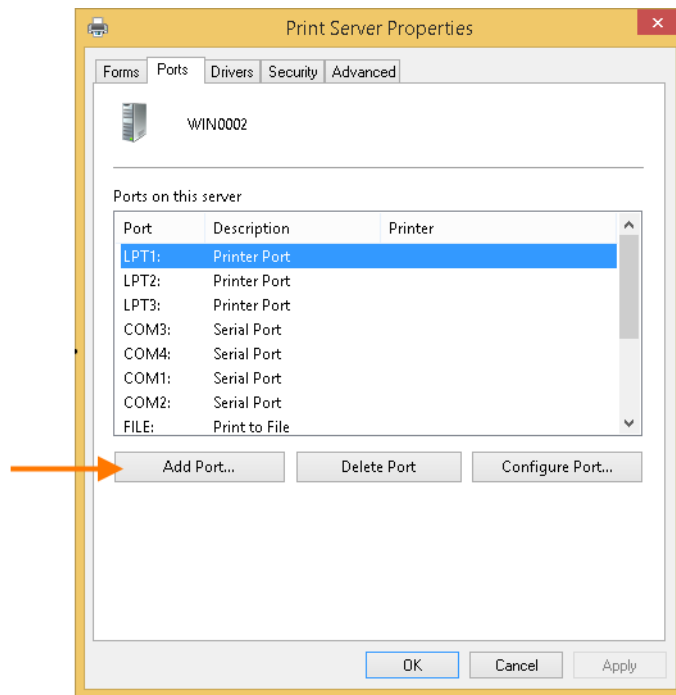 Print Server Properties
Forms Ports Drivers Security Advanced
WIN0002
Ports on this server
Port Description Printer
LPT1: Printer Port
LPT2: Printer Port
LPT3: Printer Port
COM3: Serial Port
COM4: Serial Port
COM1: Serial Port
COM2: Serial Port
FILE: Print to File
Add Port... Delete Port Configure Port...
OK Cancel Apply